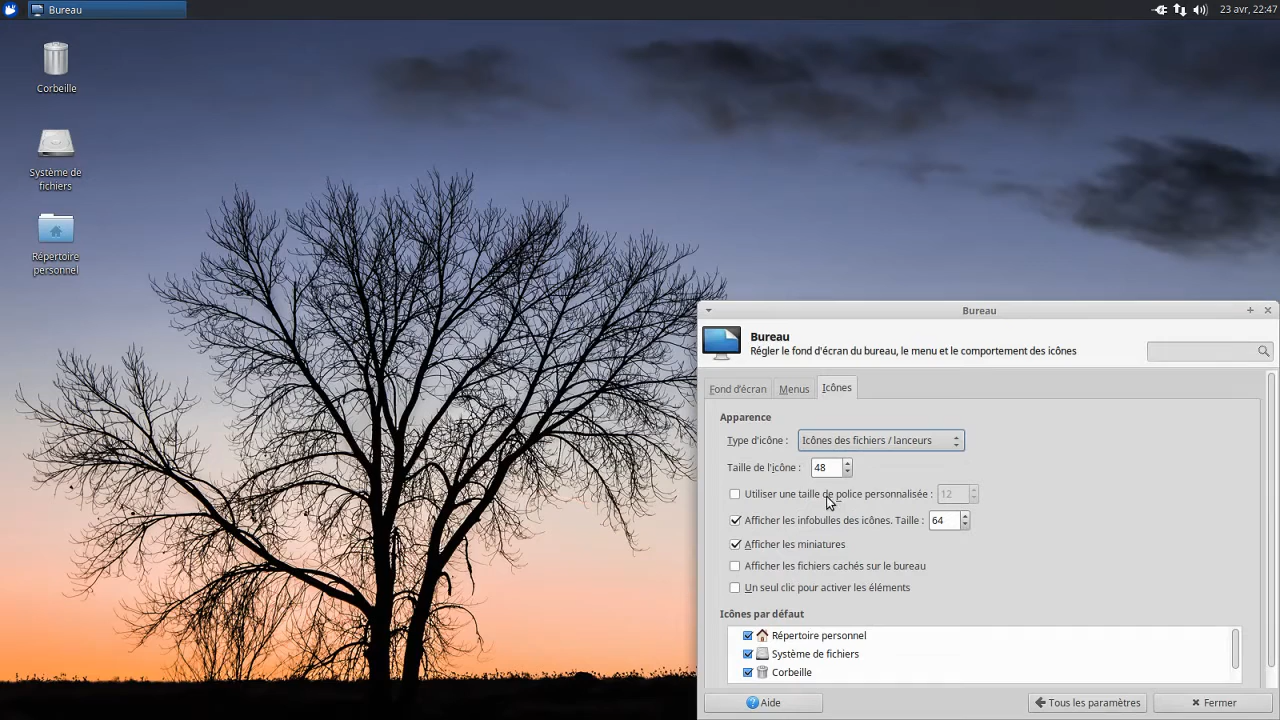 Bureau
23 avr, 22:47
Corbeille
Système de
fichiers
Répertoire
personnel
Bureau
Bureau
Régler le fond d'écran du bureau, le menu et le comportement des icônes
Fond d'écran
Menus
Icônes
Apparence
Type d'icône :
Icônes des fichiers / lanceurs
Taille de l'icône :
48
Utiliser une taille de police personnalisée :
12
Afficher les infobulles des icônes. Taille :
64
Afficher les miniatures
Afficher les fichiers cachés sur le bureau
Un seul clic pour activer les éléments
Icônes par défaut
Répertoire personnel
Système de fichiers
Corbeille
Aide
Tous les paramètres
Fermer